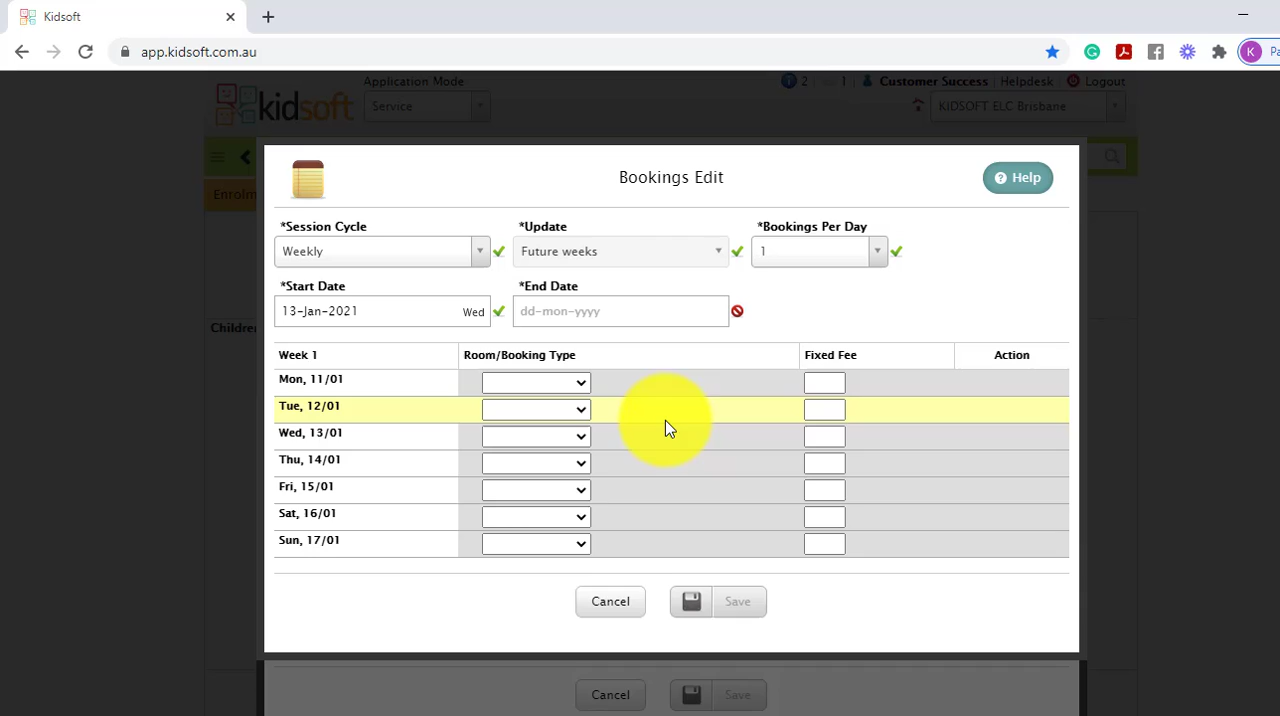 Kidsoft
app.kidsoft.com.au
K Pa
Application Mode
2 1 Customer Success | Helpdesk | Logout
kidsoft
Service
KIDSOFT ELC Brisbane
Enrolm
Bookings Edit
Help
*Session Cycle *Update *Bookings Per Day
Weekly Future weeks 1
*Start Date *End Date
13-Jan-2021 Wed dd-mon-yyyy
Childre
Week 1 Room/Booking Type Fixed Fee Action
Mon, 11/01
Tue, 12/01
Wed, 13/01
Thu, 14/01
Fri, 15/01
Sat, 16/01
Sun, 17/01
Cancel Save
Cancel Save